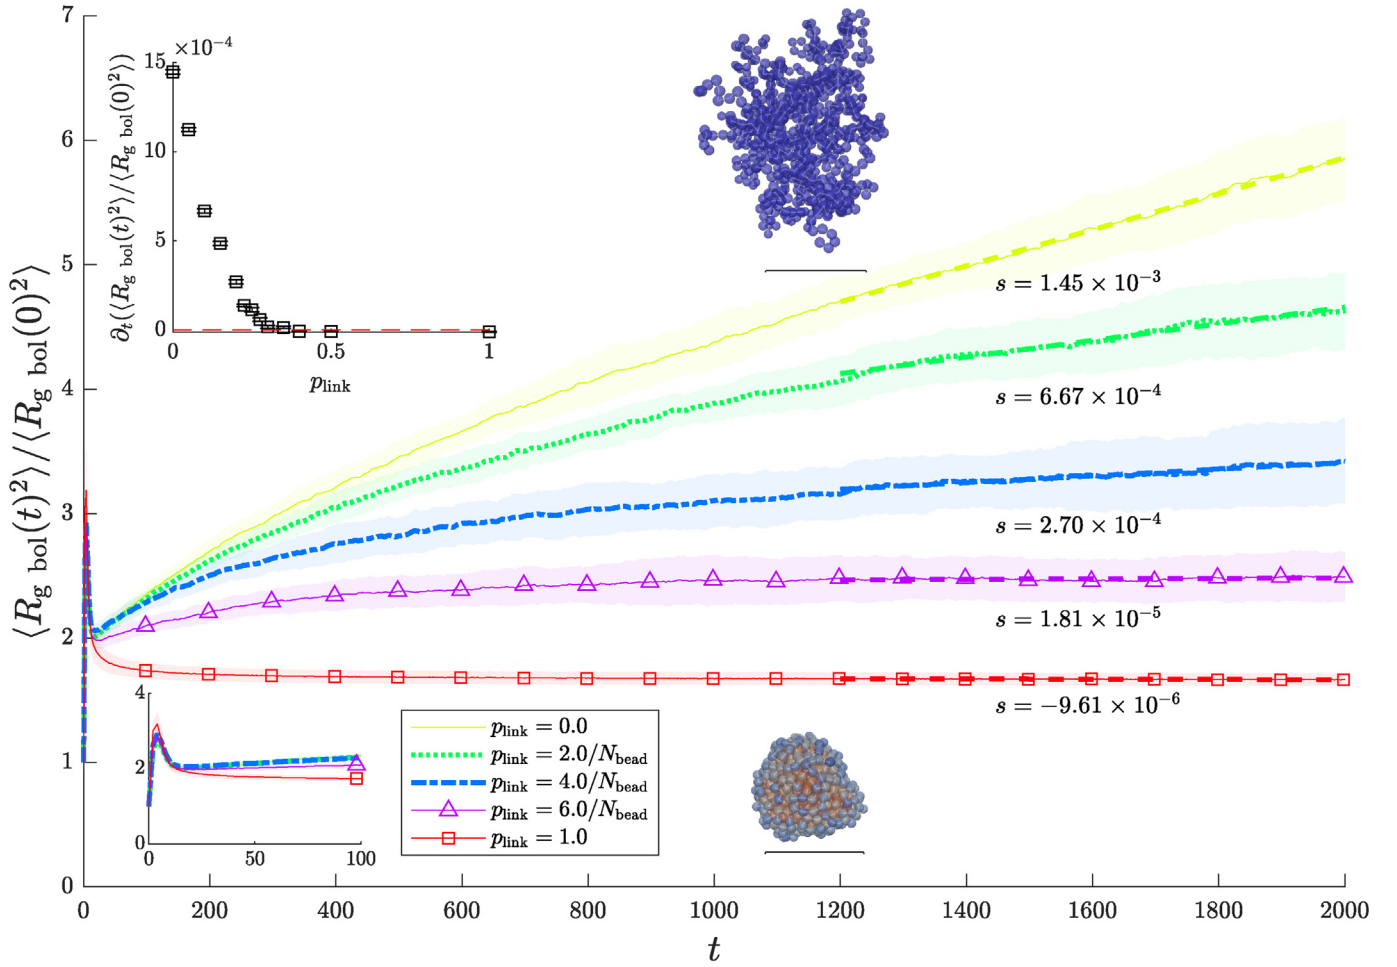 7
6
5
4
3
2
1
0
⟨R_g bol(t)²⟩/⟨R_g bol(0)²⟩
0 200 400 600 800 1000 1200 1400 1600 1800 2000
t
×10⁻⁴
15
10
5
0
∂_t(⟨R_g bol(t)²⟩/⟨R_g bol(0)²⟩)
0 0.5 1
p_link
s = 1.45 × 10⁻³
s = 6.67 × 10⁻⁴
s = 2.70 × 10⁻⁴
s = 1.81 × 10⁻⁵
s = −9.61 × 10⁻⁶
4
2
0
0 50 100
p_link = 0.0
p_link = 2.0/N_bead
p_link = 4.0/N_bead
p_link = 6.0/N_bead
p_link = 1.0